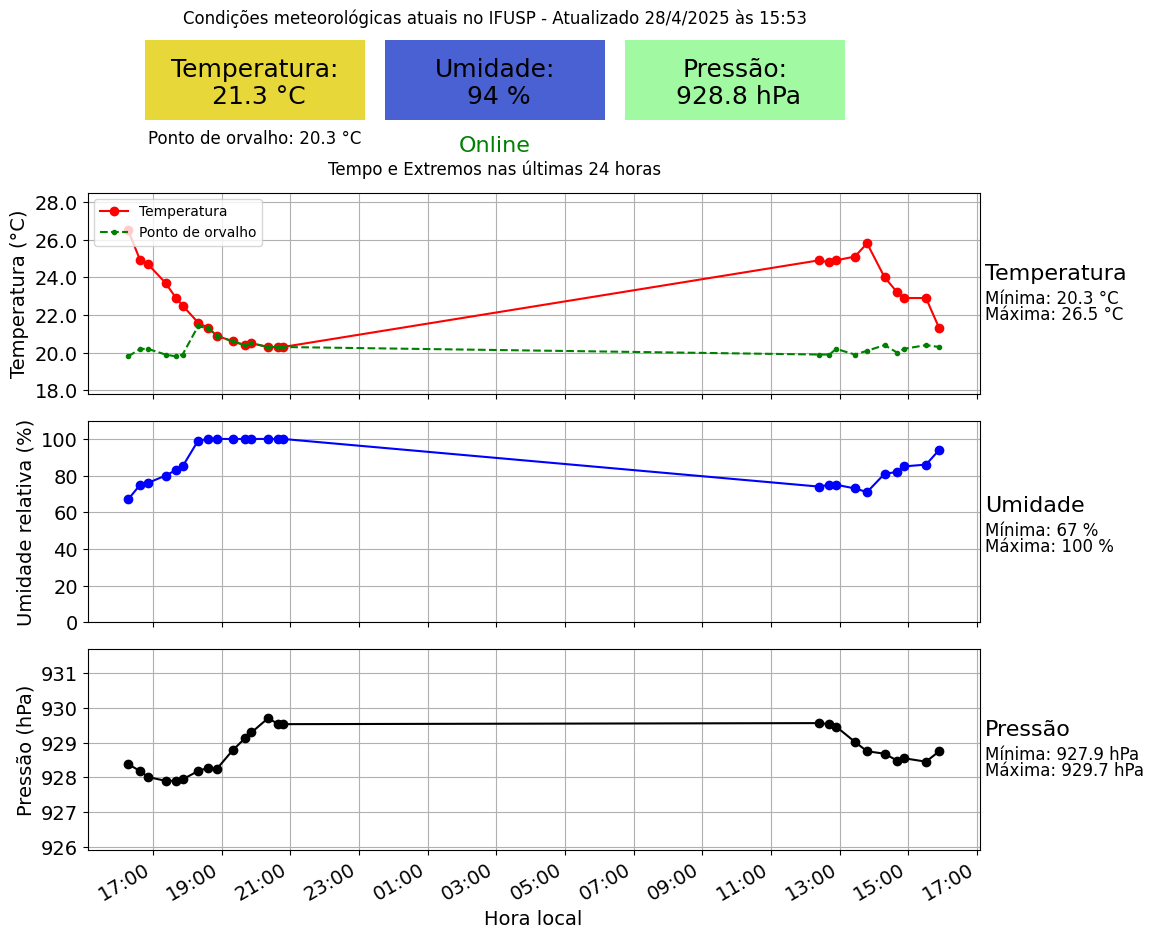 Condições meteorológicas atuais no IFUSP - Atualizado 28/4/2025 às 15:53
Temperatura:
21.3 °C
Umidade:
94 %
Pressão:
928.8 hPa
Ponto de orvalho: 20.3 °C
Online
Tempo e Extremos nas últimas 24 horas
Temperatura (°C)
28.0
26.0
24.0
22.0
20.0
18.0
Temperatura
Ponto de orvalho
Temperatura
Mínima: 20.3 °C
Máxima: 26.5 °C
Umidade relativa (%)
100
80
60
40
20
0
Umidade
Mínima: 67 %
Máxima: 100 %
Pressão (hPa)
931
930
929
928
927
926
Pressão
Mínima: 927.9 hPa
Máxima: 929.7 hPa
17:00 19:00 21:00 23:00 01:00 03:00 05:00 07:00 09:00 11:00 13:00 15:00 17:00
Hora local